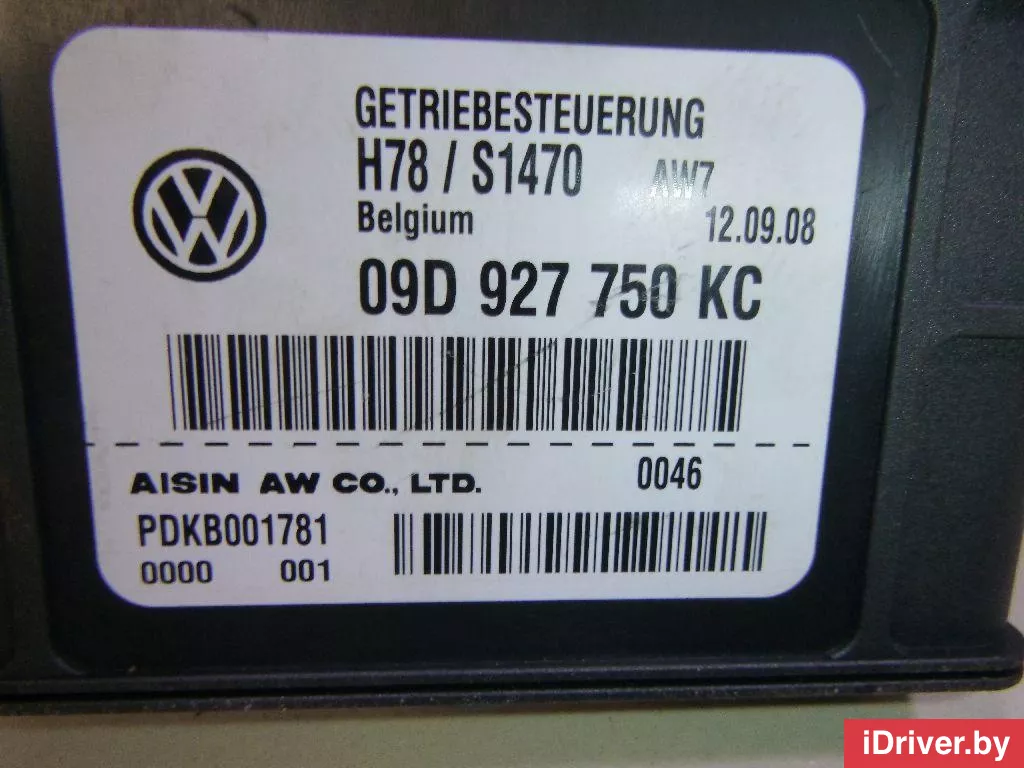 GETRIEBESTEUERUNG
H78 / S1470 AW7
Belgium 12.09.08
09D 927 750 KC
AISIN AW CO., LTD. 0046
PDKB001781
0000 001
iDriver.by